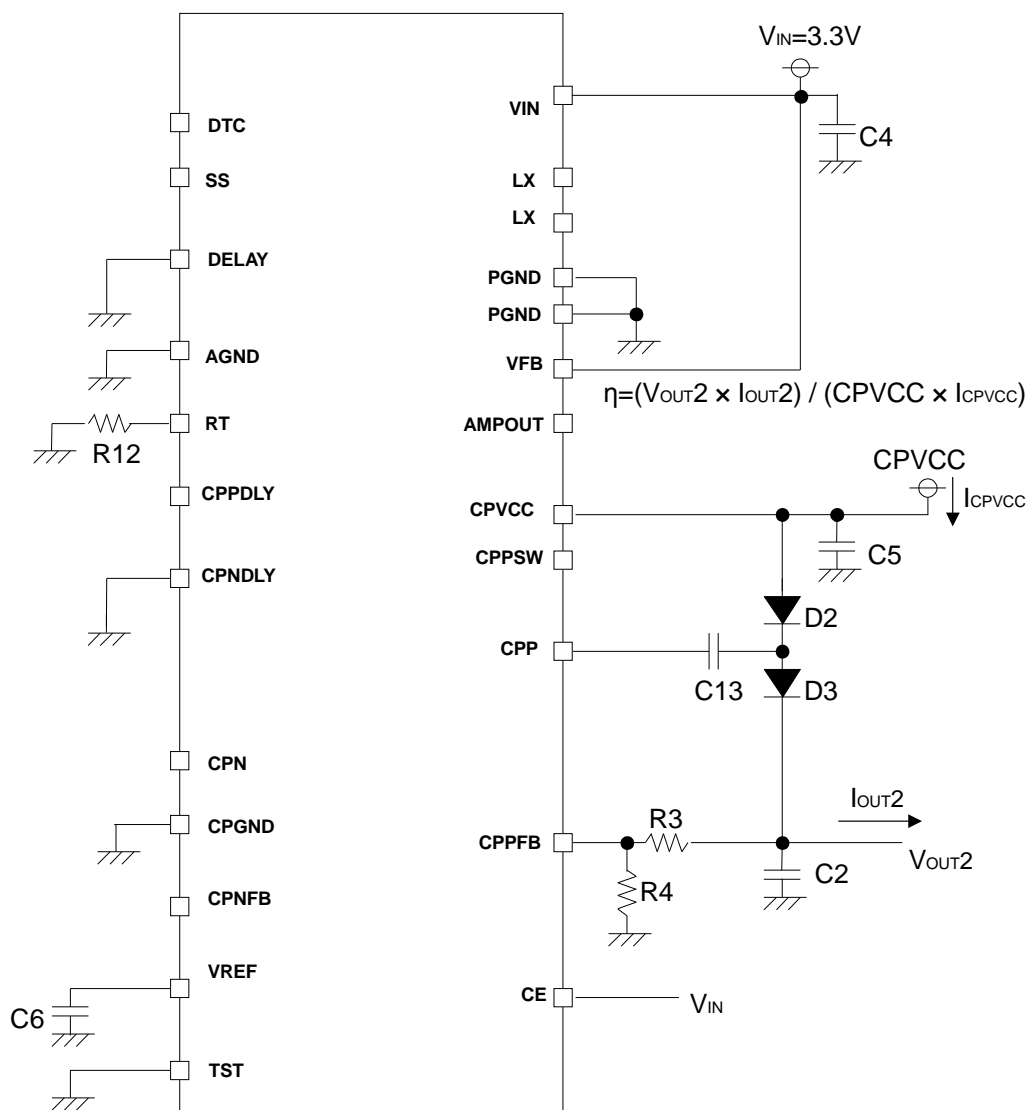 VIN=3.3V
VIN
C4
DTC
SS
LX
LX
DELAY
PGND
PGND
AGND
VFB
η=(VOUT2 × IOUT2) / (CPVCC × ICPVCC)
RT
R12
AMPOUT
CPVCC
ICPVCC
CPPDLY
CPVCC
C5
CPPSW
CPNDLY
D2
CPP
C13
D3
CPN
IOUT2
CPGND
CPPFB
R3
VOUT2
C2
R4
CPNFB
VREF
CE
VIN
C6
TST